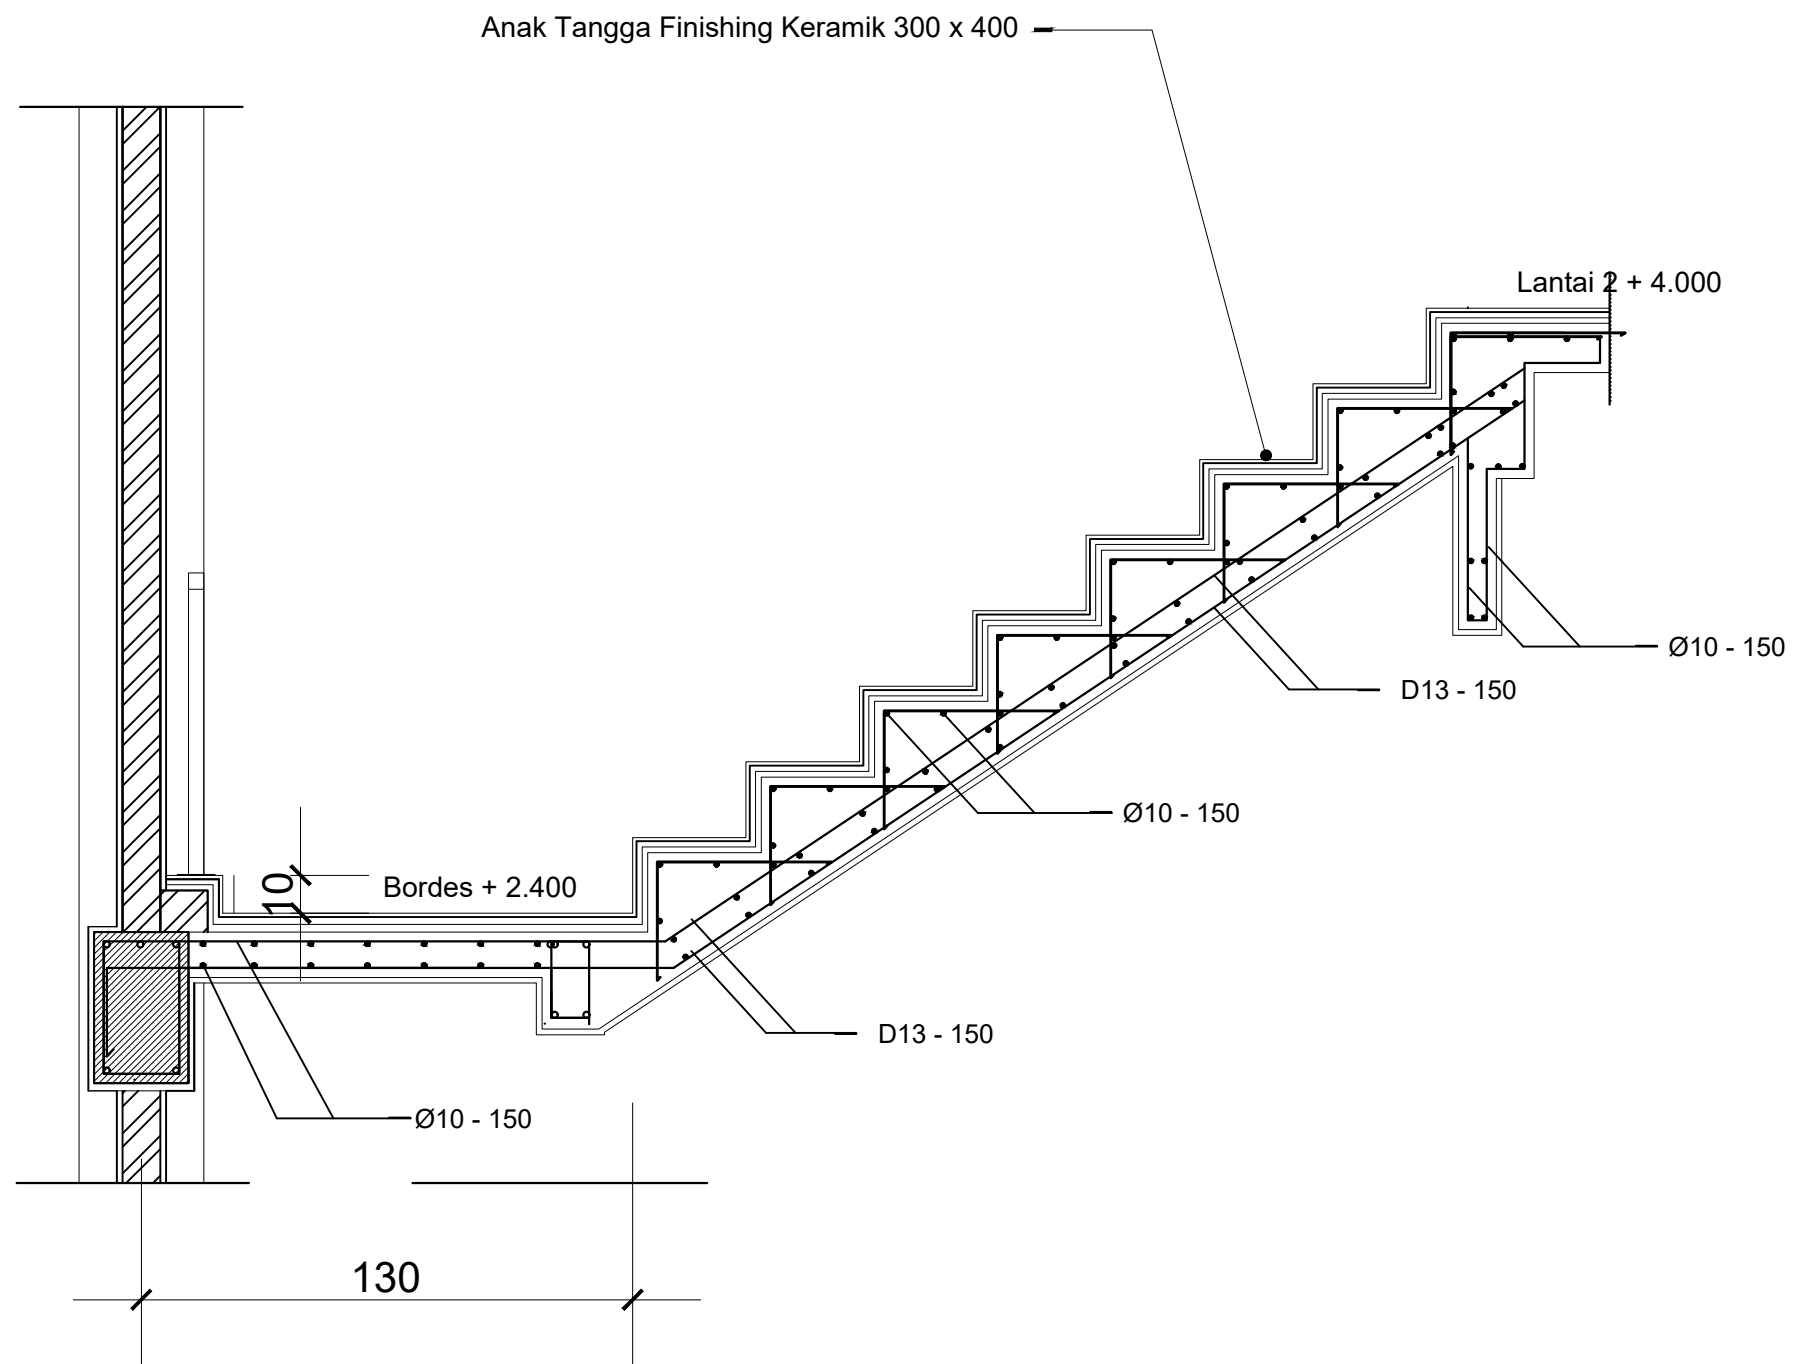 Anak Tangga Finishing Keramik 300 x 400
Lantai 2 + 4.000
Ø10 - 150
D13 - 150
Ø10 - 150
10
Bordes + 2.400
D13 - 150
Ø10 - 150
130